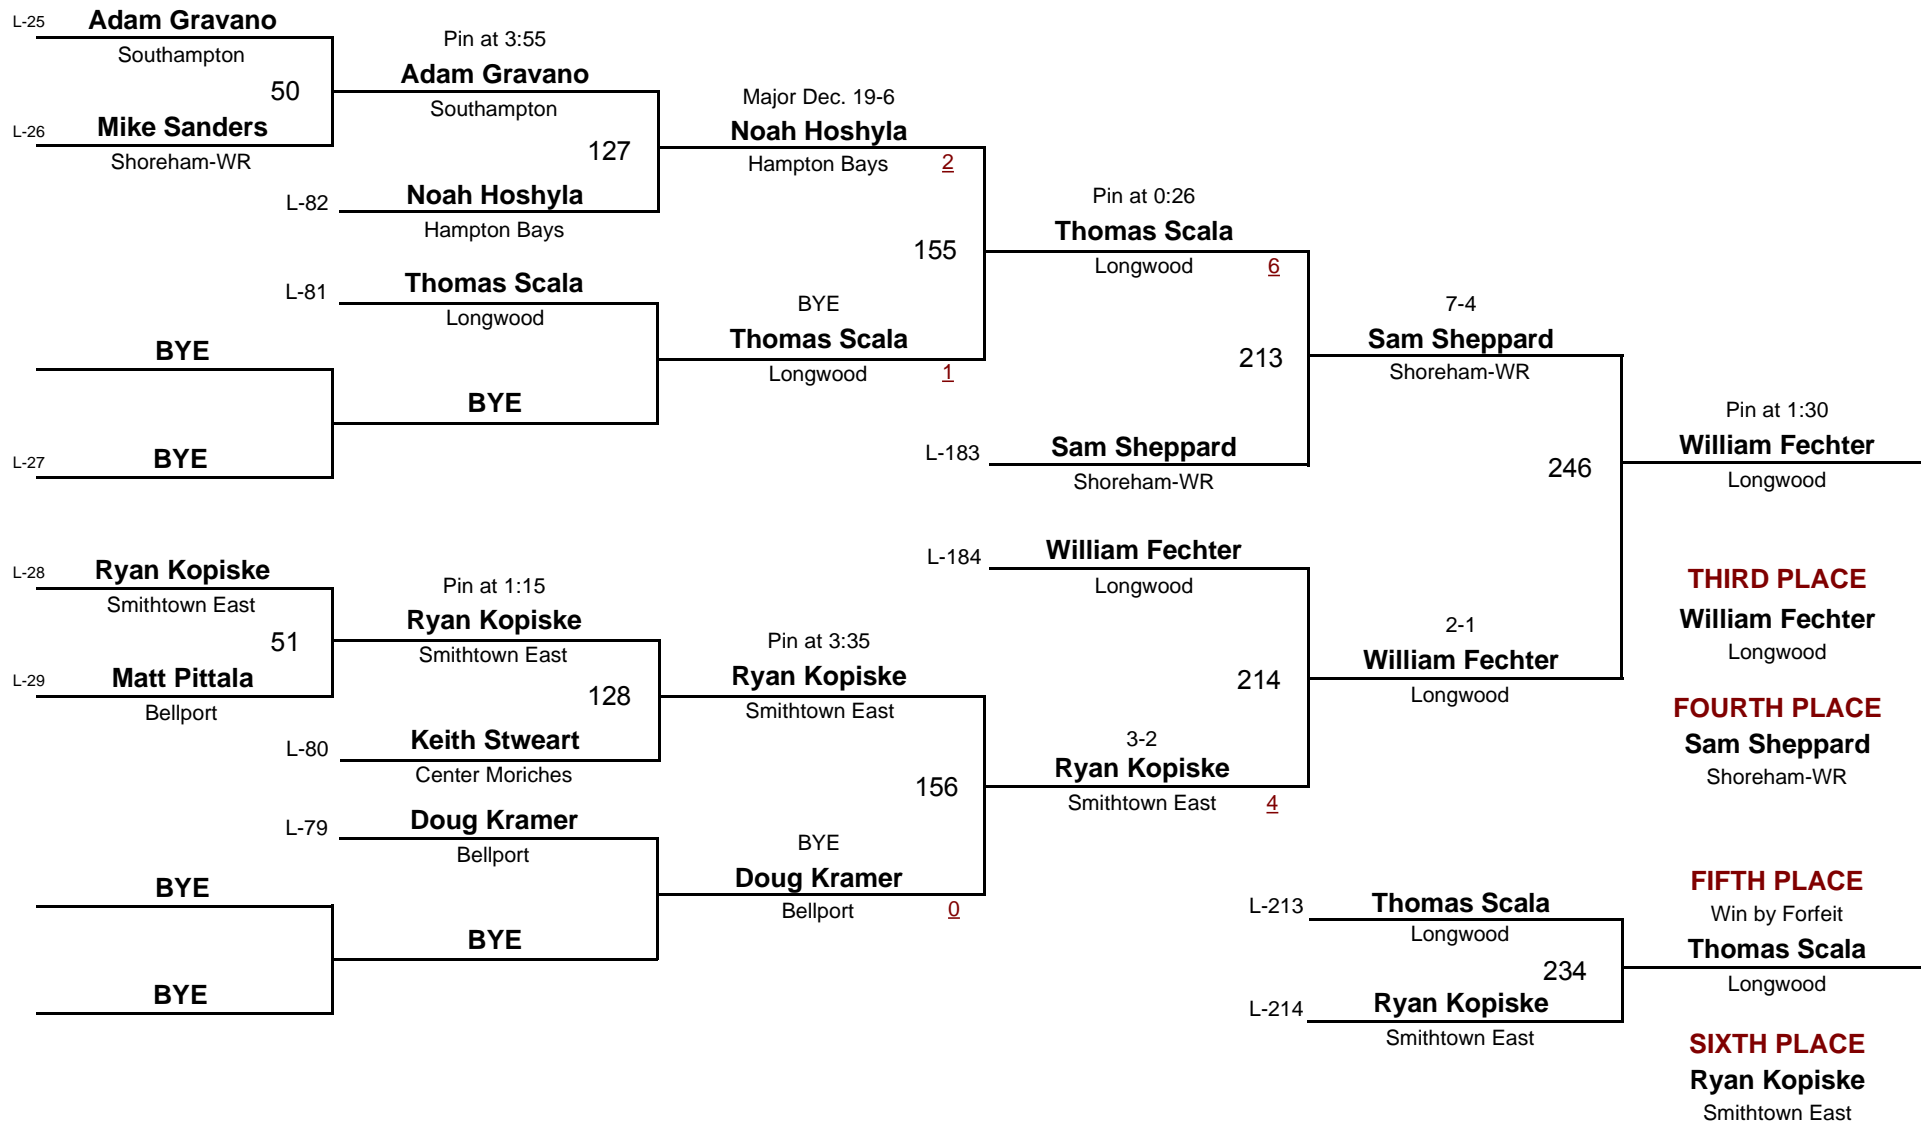 L-25 Adam Gravano
Southampton
50
L-26 Mike Sanders
Shoreham-WR
Pin at 3:55
Adam Gravano
Southampton
127
L-82 Noah Hoshyla
Hampton Bays
L-81 Thomas Scala
Longwood
BYE
L-27 BYE
BYE
Major Dec. 19-6
Noah Hoshyla
Hampton Bays 2
155
BYE
Thomas Scala
Longwood 1
Pin at 0:26
Thomas Scala
Longwood 6
213
L-183 Sam Sheppard
Shoreham-WR
7-4
Sam Sheppard
Shoreham-WR
246
Pin at 1:30
William Fechter
Longwood
L-28 Ryan Kopiske
Smithtown East
51
L-29 Matt Pittala
Bellport
Pin at 1:15
Ryan Kopiske
Smithtown East
128
L-80 Keith Stweart
Center Moriches
L-79 Doug Kramer
Bellport
BYE
BYE
BYE
Pin at 3:35
Ryan Kopiske
Smithtown East
156
BYE
Doug Kramer
Bellport 0
L-184 William Fechter
Longwood
214
3-2
Ryan Kopiske
Smithtown East 4
2-1
William Fechter
Longwood
THIRD PLACE
William Fechter
Longwood
FOURTH PLACE
Sam Sheppard
Shoreham-WR
L-213 Thomas Scala
Longwood
234
L-214 Ryan Kopiske
Smithtown East
FIFTH PLACE
Win by Forfeit
Thomas Scala
Longwood
SIXTH PLACE
Ryan Kopiske
Smithtown East